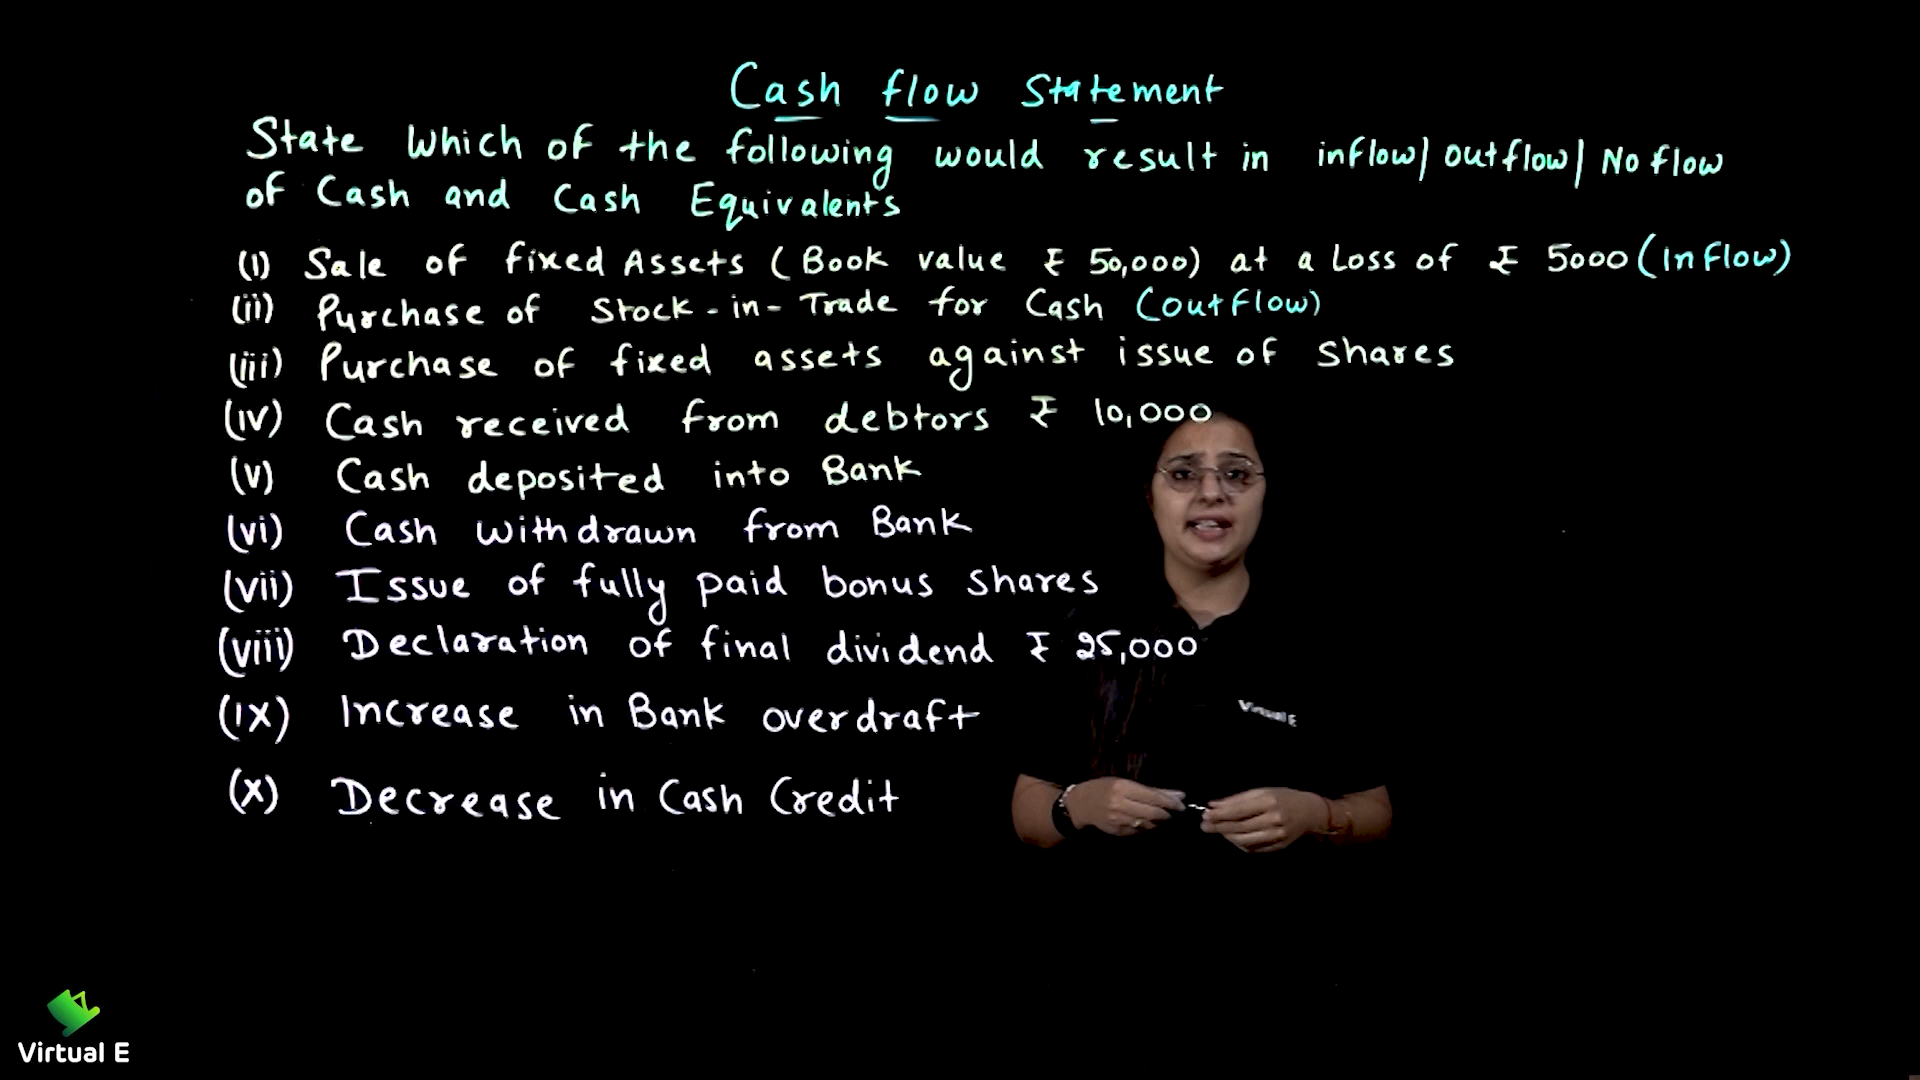 Cash flow Statement
State Which of the following would result in inflow/ outflow/ No flow
of Cash and Cash Equivalents
(i) Sale of fixed Assets (Book value ₹ 50,000) at a Loss of ₹ 5000 (Inflow)
(ii) Purchase of Stock-in-Trade for Cash (outflow)
(iii) Purchase of fixed assets against issue of shares
(iv) Cash received from debtors ₹ 10,000
(v) Cash deposited into Bank
(vi) Cash withdrawn from Bank
(vii) Issue of fully paid bonus shares
(viii) Declaration of final dividend ₹ 25,000
(ix) Increase in Bank overdraft
(x) Decrease in Cash Credit
Virtual E
Virtual E